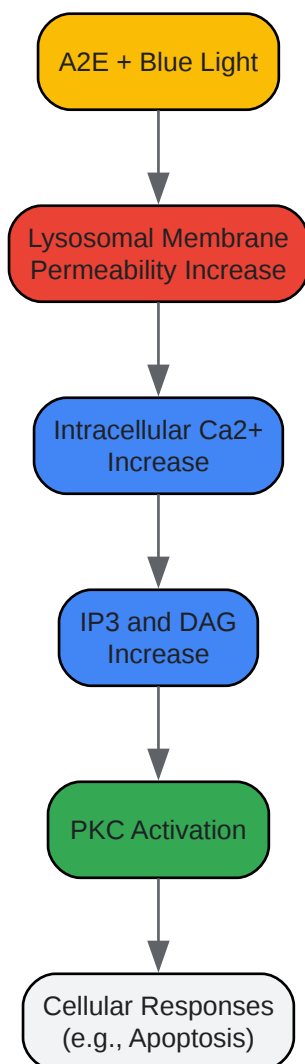 A2E + Blue Light
Lysosomal Membrane
Permeability Increase
Intracellular Ca2+
Increase
IP3 and DAG
Increase
PKC Activation
Cellular Responses
(e.g., Apoptosis)